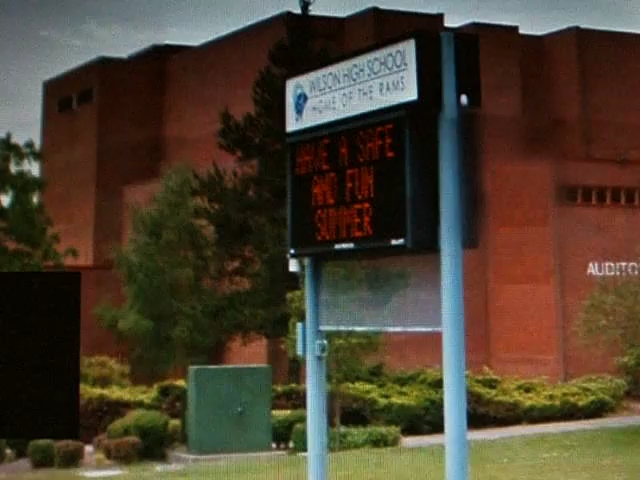 WILSON HIGH SCHOOL
HOME OF THE RAMS
HAVE A SAFE
AND FUN
SUMMER
AUDITO